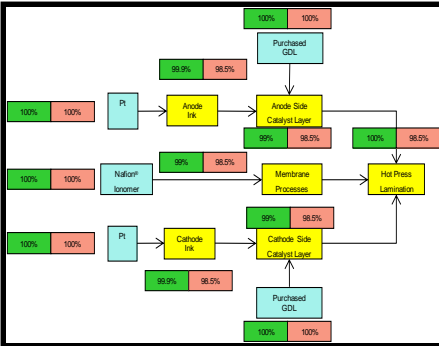 100% 100%
Purchased
GDL
99.9% 98.5%
100% 100%
Pt
Anode
Ink
Anode Side
Catalyst Layer
99% 98.5%
100% 98.5%
99% 98.5%
100% 100%
Nafion®
Ionomer
Membrane
Processes
Hot Press
Lamination
99% 98.5%
100% 100%
Pt
Cathode
Ink
Cathode Side
Catalyst Layer
99.9% 98.5%
Purchased
GDL
100% 100%